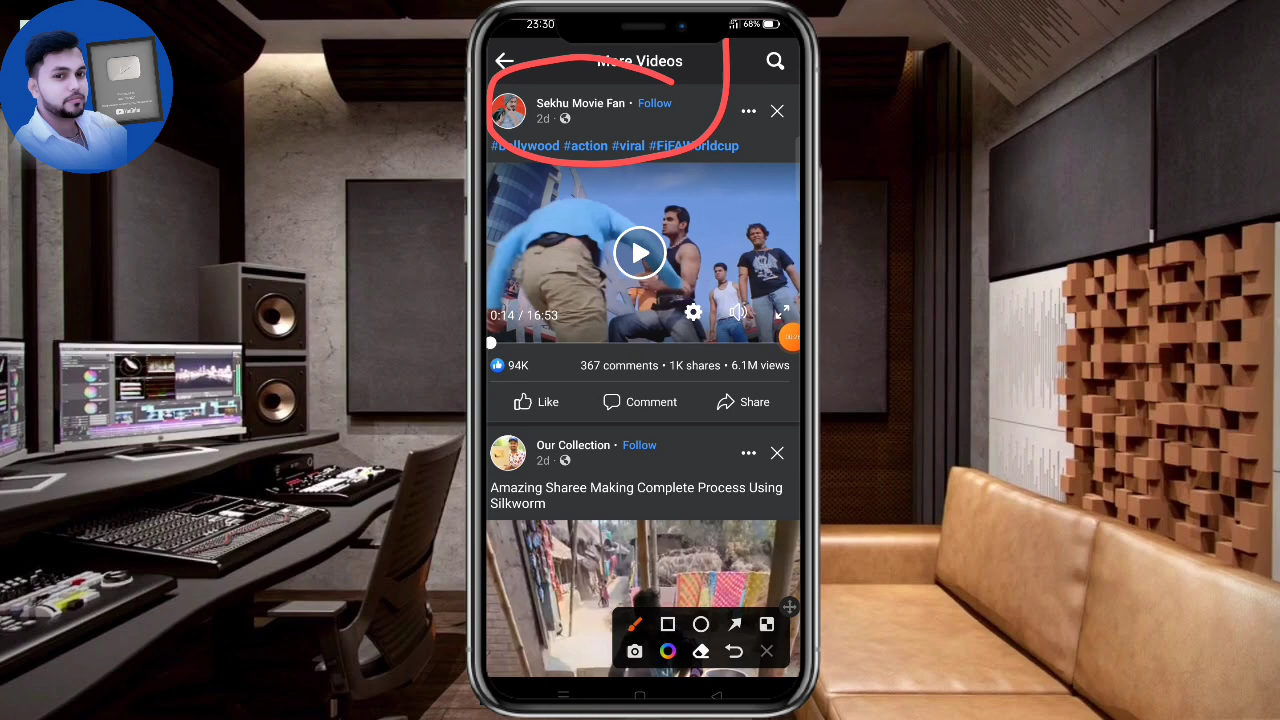 23:30
68%
More Videos
Sekhu Movie Fan • Follow
2d ·
#bollywood #action #viral #FiFAWorldcup
0:14 / 16:53
94K
367 comments • 1K shares • 6.1M views
Like
Comment
Share
Our Collection • Follow
2d ·
Amazing Sharee Making Complete Process Using
Silkworm